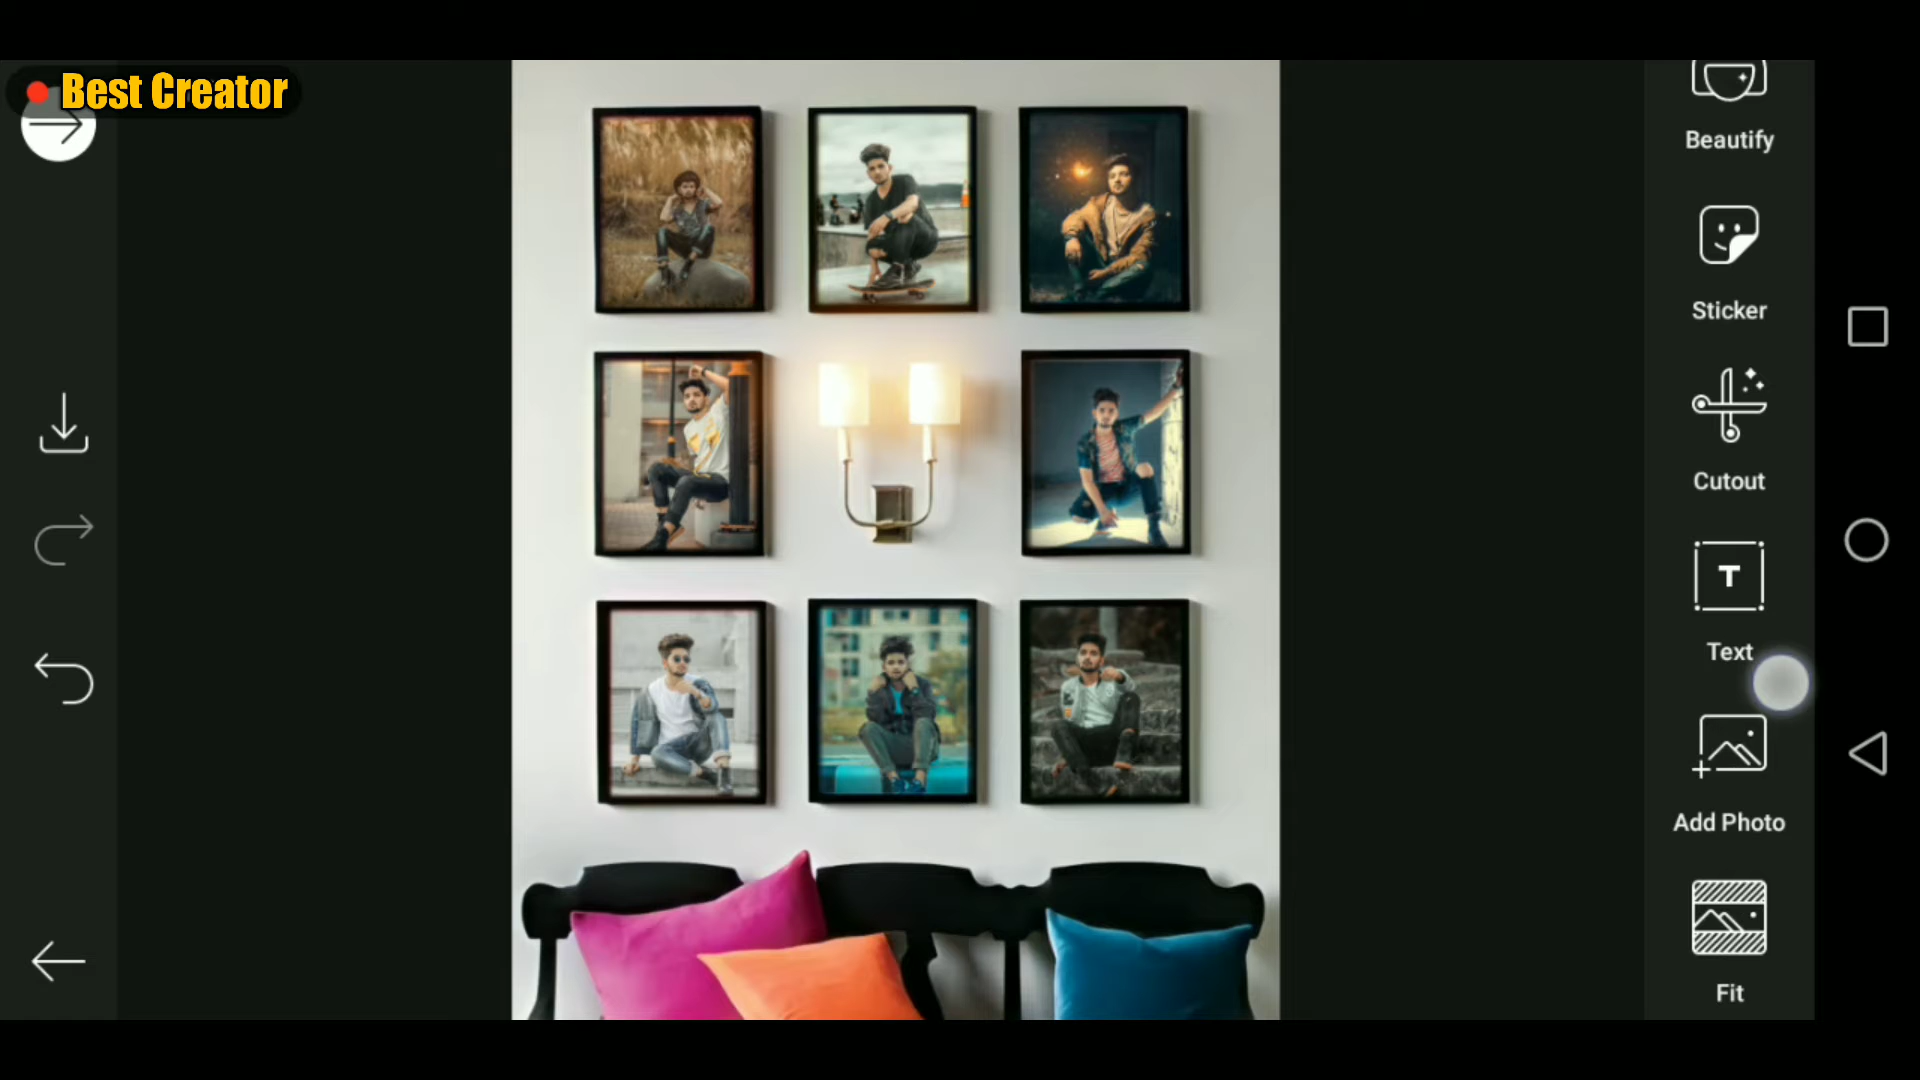 Best Creator
Beautify
Sticker
Cutout
T
Text
Add Photo
Fit